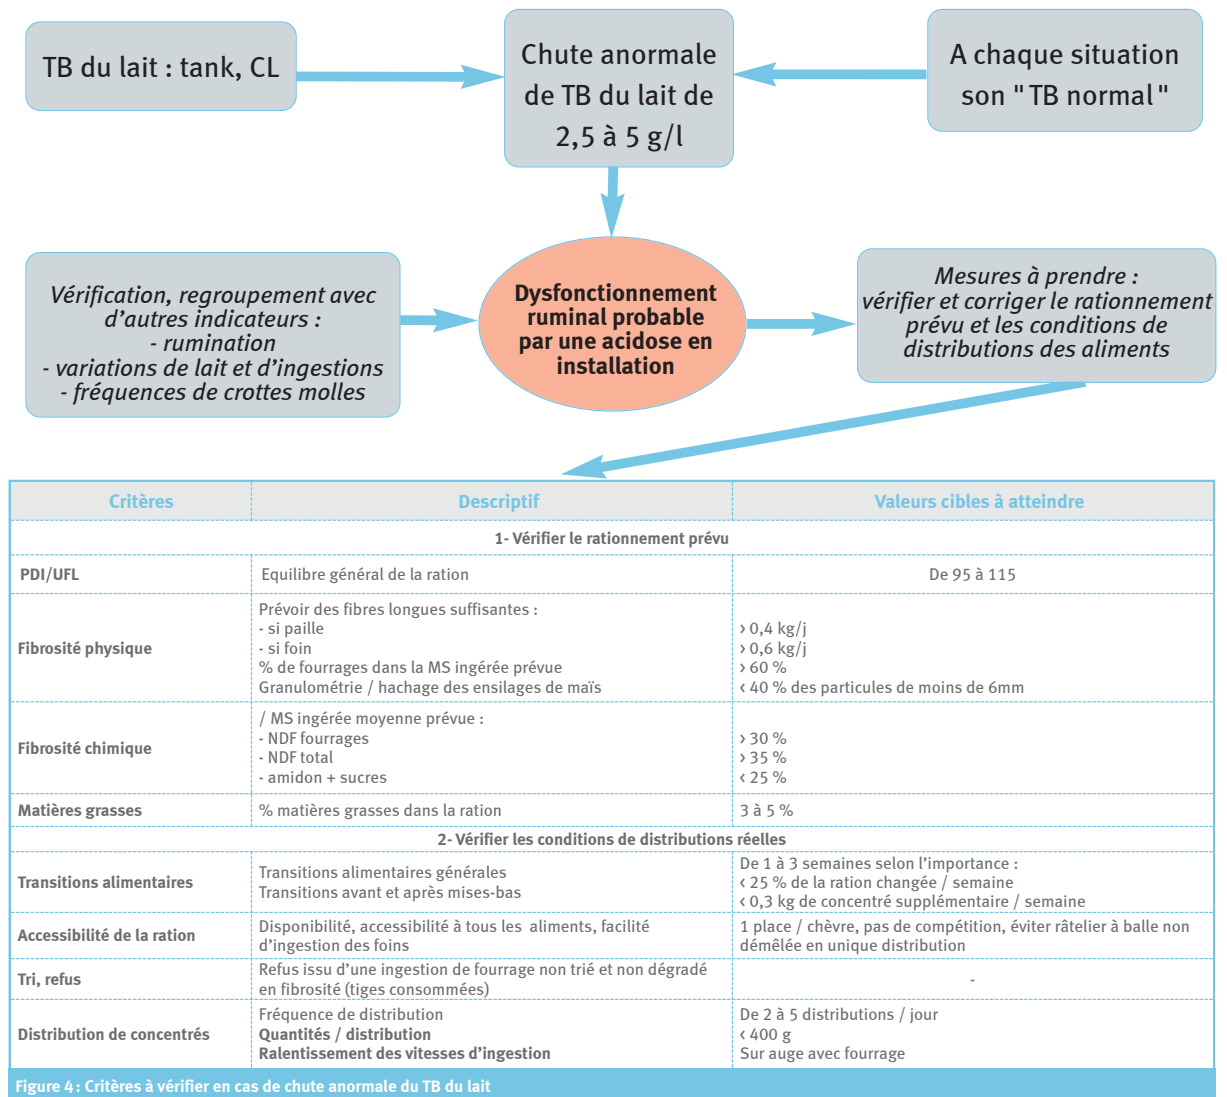 TB du lait : tank, CL
Chute anormale
de TB du lait de
2,5 à 5 g/l
A chaque situation
son "TB normal"
Vérification, regroupement avec
d'autres indicateurs :
- rumination
- variations de lait et d'ingestions
- fréquences de crottes molles
Dysfonctionnement
ruminal probable
par une acidose en
installation
Mesures à prendre :
vérifier et corriger le rationnement
prévu et les conditions de
distributions des aliments
Critères Descriptif Valeurs cibles à atteindre
1- Vérifier le rationnement prévu
PDI/UFL Equilibre général de la ration De 95 à 115
Fibrosité physique
Prévoir des fibres longues suffisantes :
- si paille > 0,4 kg/j
- si foin > 0,6 kg/j
% de fourrages dans la MS ingérée prévue > 60 %
Granulométrie / hachage des ensilages de maïs < 40 % des particules de moins de 6mm
Fibrosité chimique
/ MS ingérée moyenne prévue :
- NDF fourrages > 30 %
- NDF total > 35 %
- amidon + sucres < 25 %
Matières grasses % matières grasses dans la ration 3 à 5 %
2- Vérifier les conditions de distributions réelles
Transitions alimentaires
Transitions alimentaires générales
Transitions avant et après mises-bas
De 1 à 3 semaines selon l'importance :
< 25 % de la ration changée / semaine
< 0,3 kg de concentré supplémentaire / semaine
Accessibilité de la ration
Disponibilité, accessibilité à tous les aliments, facilité
d'ingestion des foins
1 place / chèvre, pas de compétition, éviter râtelier à balle non
démêlée en unique distribution
Tri, refus
Refus issu d'une ingestion de fourrage non trié et non dégradé
en fibrosité (tiges consommées)
-
Distribution de concentrés
Fréquence de distribution De 2 à 5 distributions / jour
Quantités / distribution < 400 g
Ralentissement des vitesses d'ingestion Sur auge avec fourrage
Figure 4 : Critères à vérifier en cas de chute anormale du TB du lait